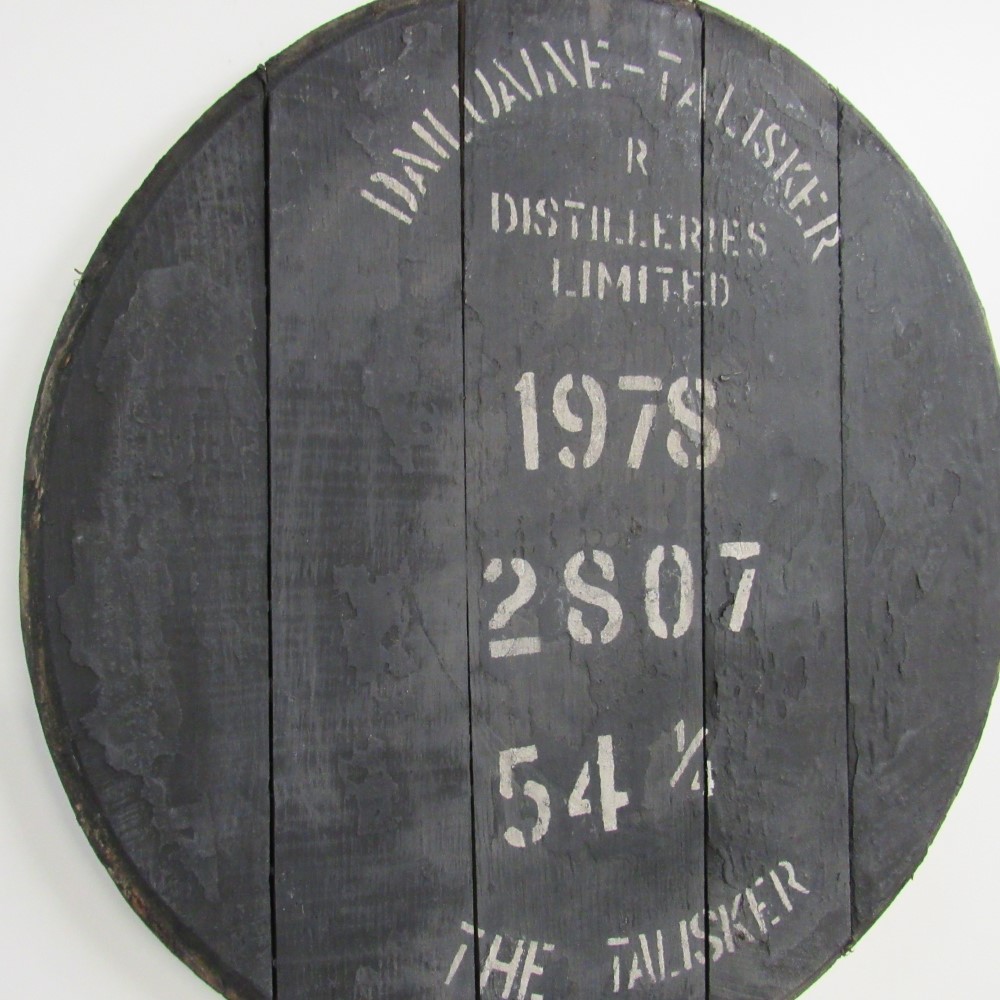 DAILUAINE-TALISKER
R
DISTILLERIES
LIMITED
1978
2807
54 1/4
THE TALISKER